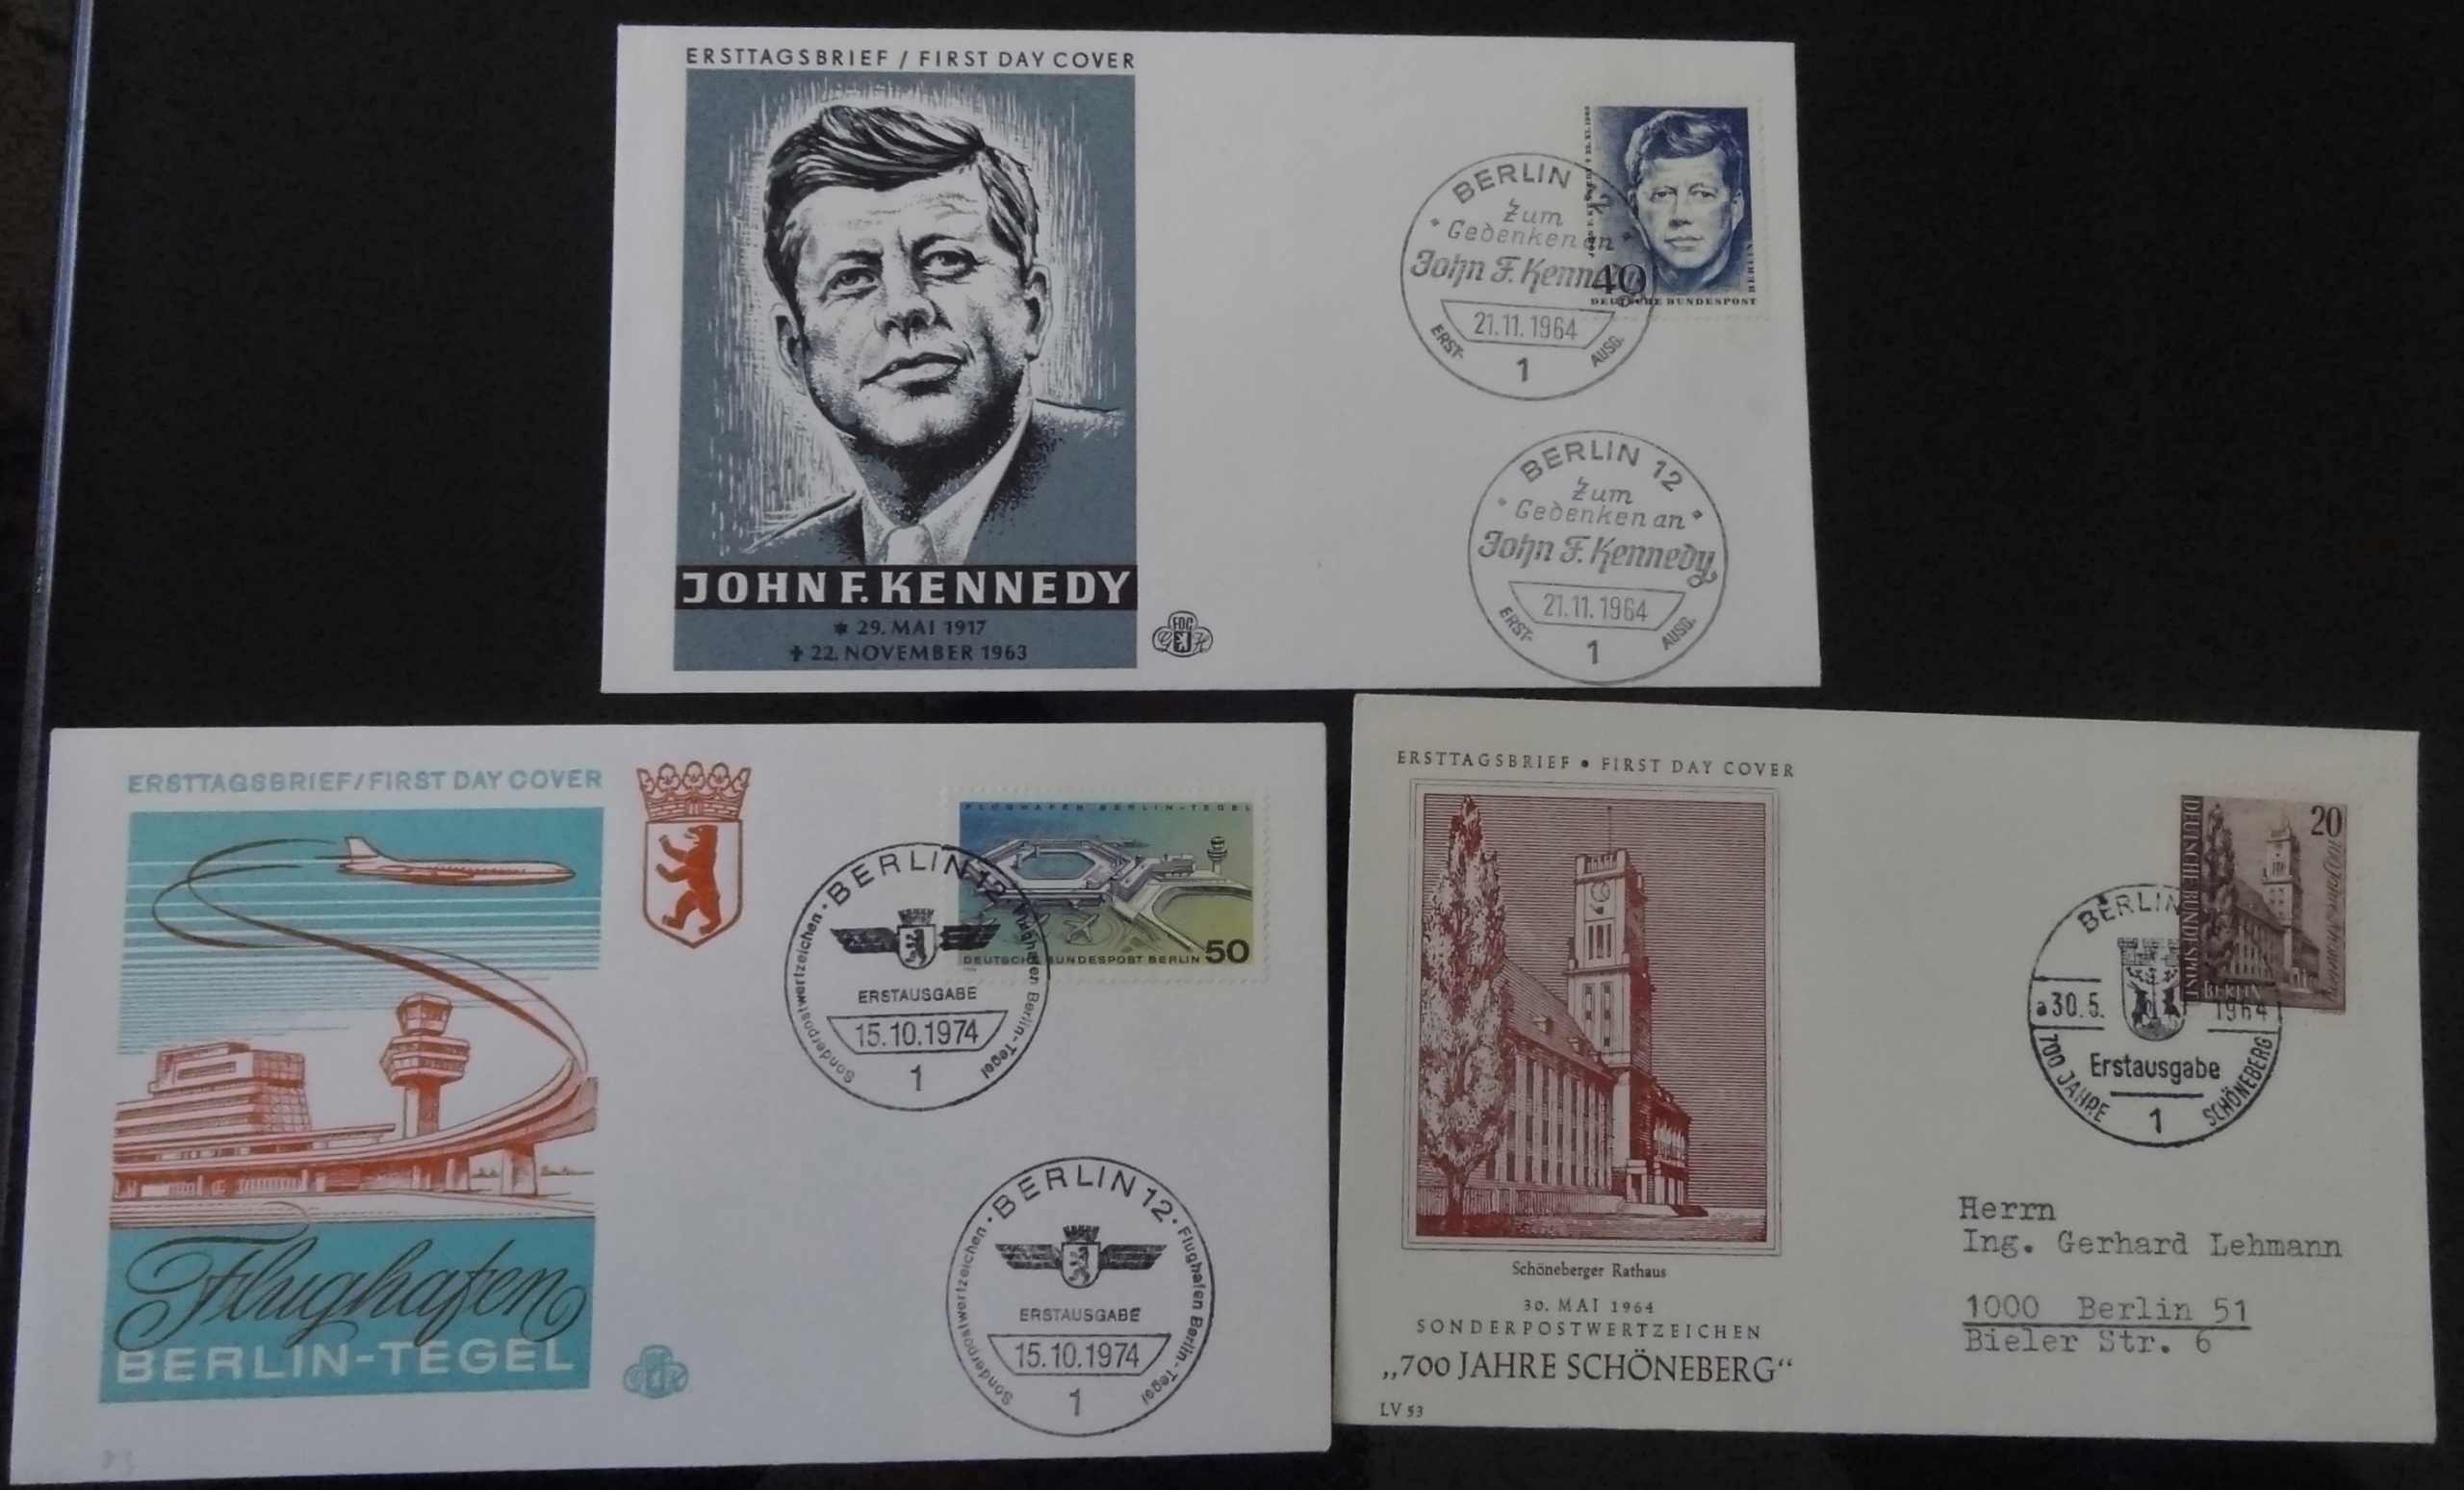 ERSTTAGSBRIEF / FIRST DAY COVER
JOHN F. KENNEDY
* 29. MAI 1917
✝ 22. NOVEMBER 1963
FDC
G H
BERLIN 12
Zum
Gedenken an
John F. Kennedy
21.11.1964
ERST- AUSG.
1
40
DEUTSCHE BUNDESPOST
BERLIN
BERLIN 12
Zum
Gedenken an
John F. Kennedy
21.11.1964
ERST- AUSG.
1
ERSTTAGSBRIEF/FIRST DAY COVER
Flughafen
BERLIN-TEGEL
FLUGHAFEN BERLIN-TEGEL
DEUTSCHE BUNDESPOST BERLIN 50
BERLIN 12
Sonderpostwertzeichen
Flughafen Berlin-Tegel
ERSTAUSGABE
15.10.1974
1
BERLIN 12
Sonderpostwertzeichen
Flughafen Berlin-Tegel
ERSTAUSGABE
15.10.1974
1
ERSTTAGSBRIEF • FIRST DAY COVER
Schöneberger Rathaus
30. MAI 1964
SONDERPOSTWERTZEICHEN
„700 JAHRE SCHÖNEBERG“
LV 53
20
DEUTSCHE BUNDESPOST
700 Jahre Schöneberg
BERLIN
BERLIN
a 30.5. 1964
Erstausgabe
700 JAHRE SCHÖNEBERG
1
Herrn
Ing. Gerhard Lehmann
1000 Berlin 51
Bieler Str. 6